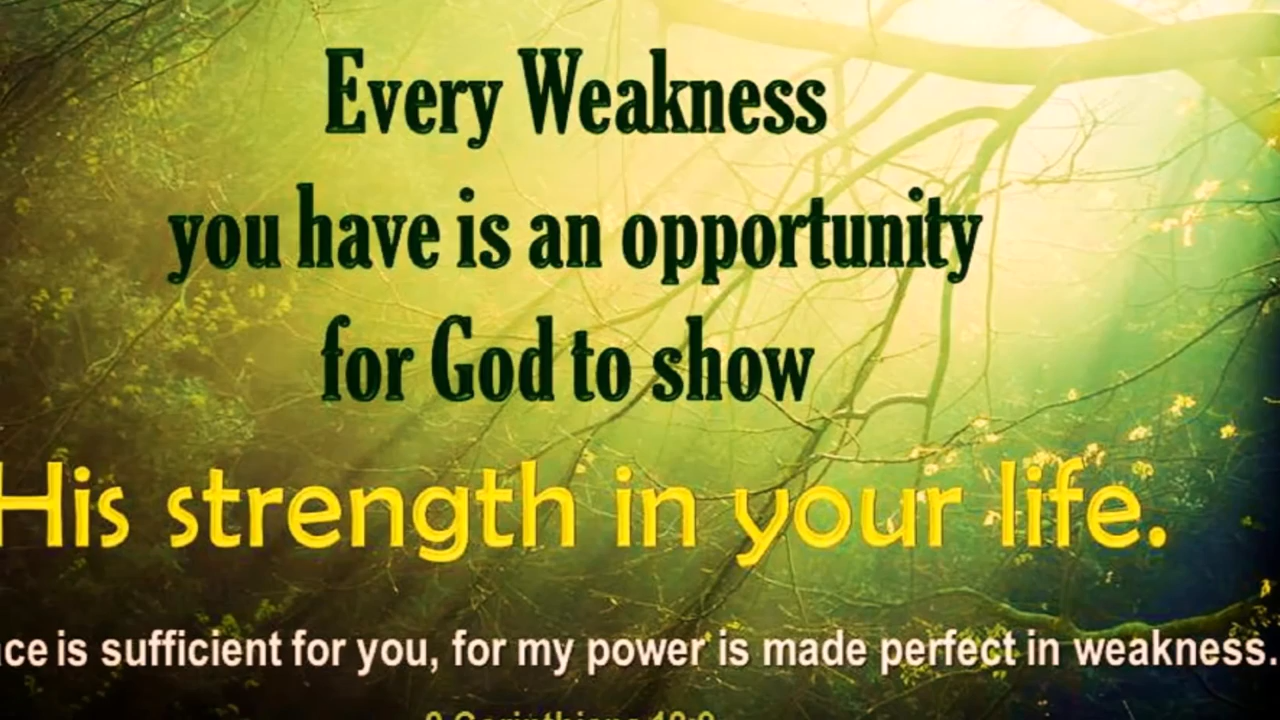 Every Weakness
you have is an opportunity
for God to show
His strength in your life.
is sufficient for you, for my power is made perfect in weakness.